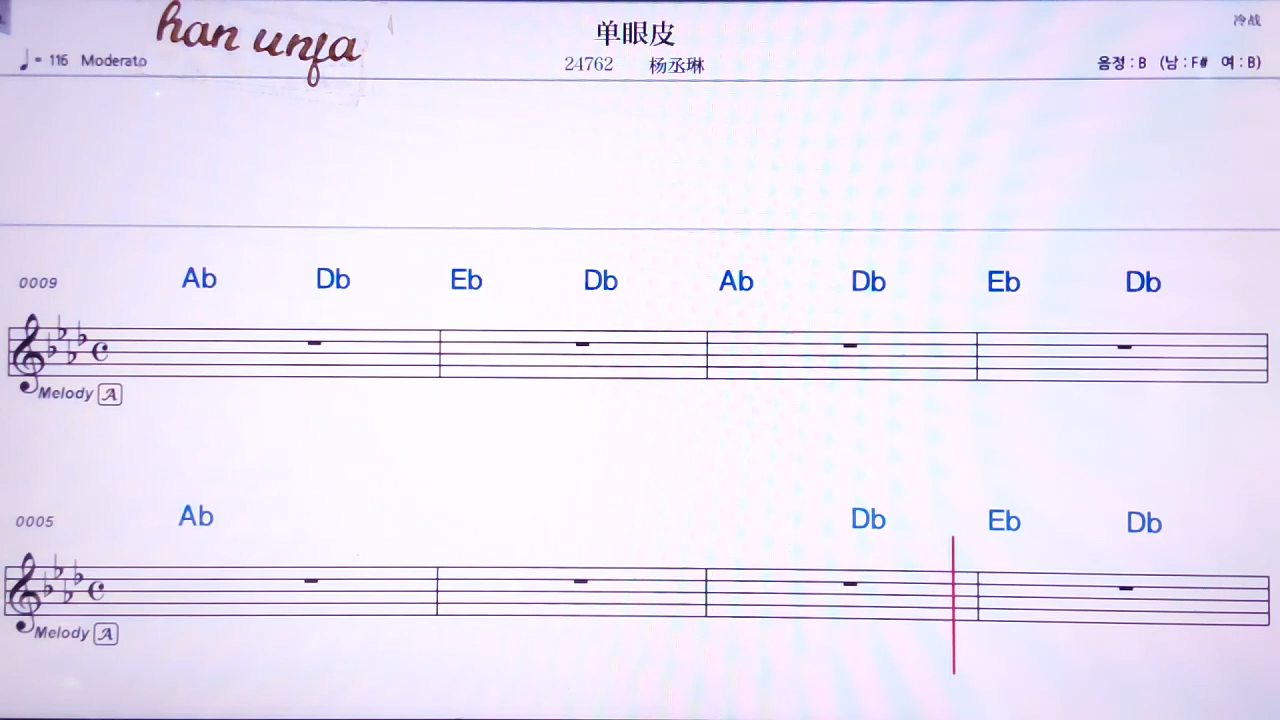 han unfa
单眼皮
冷战
= 116 Moderato
24762 杨丞琳
음정 : B (남 : F# 여 : B)
0009 Ab Db Eb Db Ab Db Eb Db
Melody A
0005 Ab Db Eb Db
Melody A